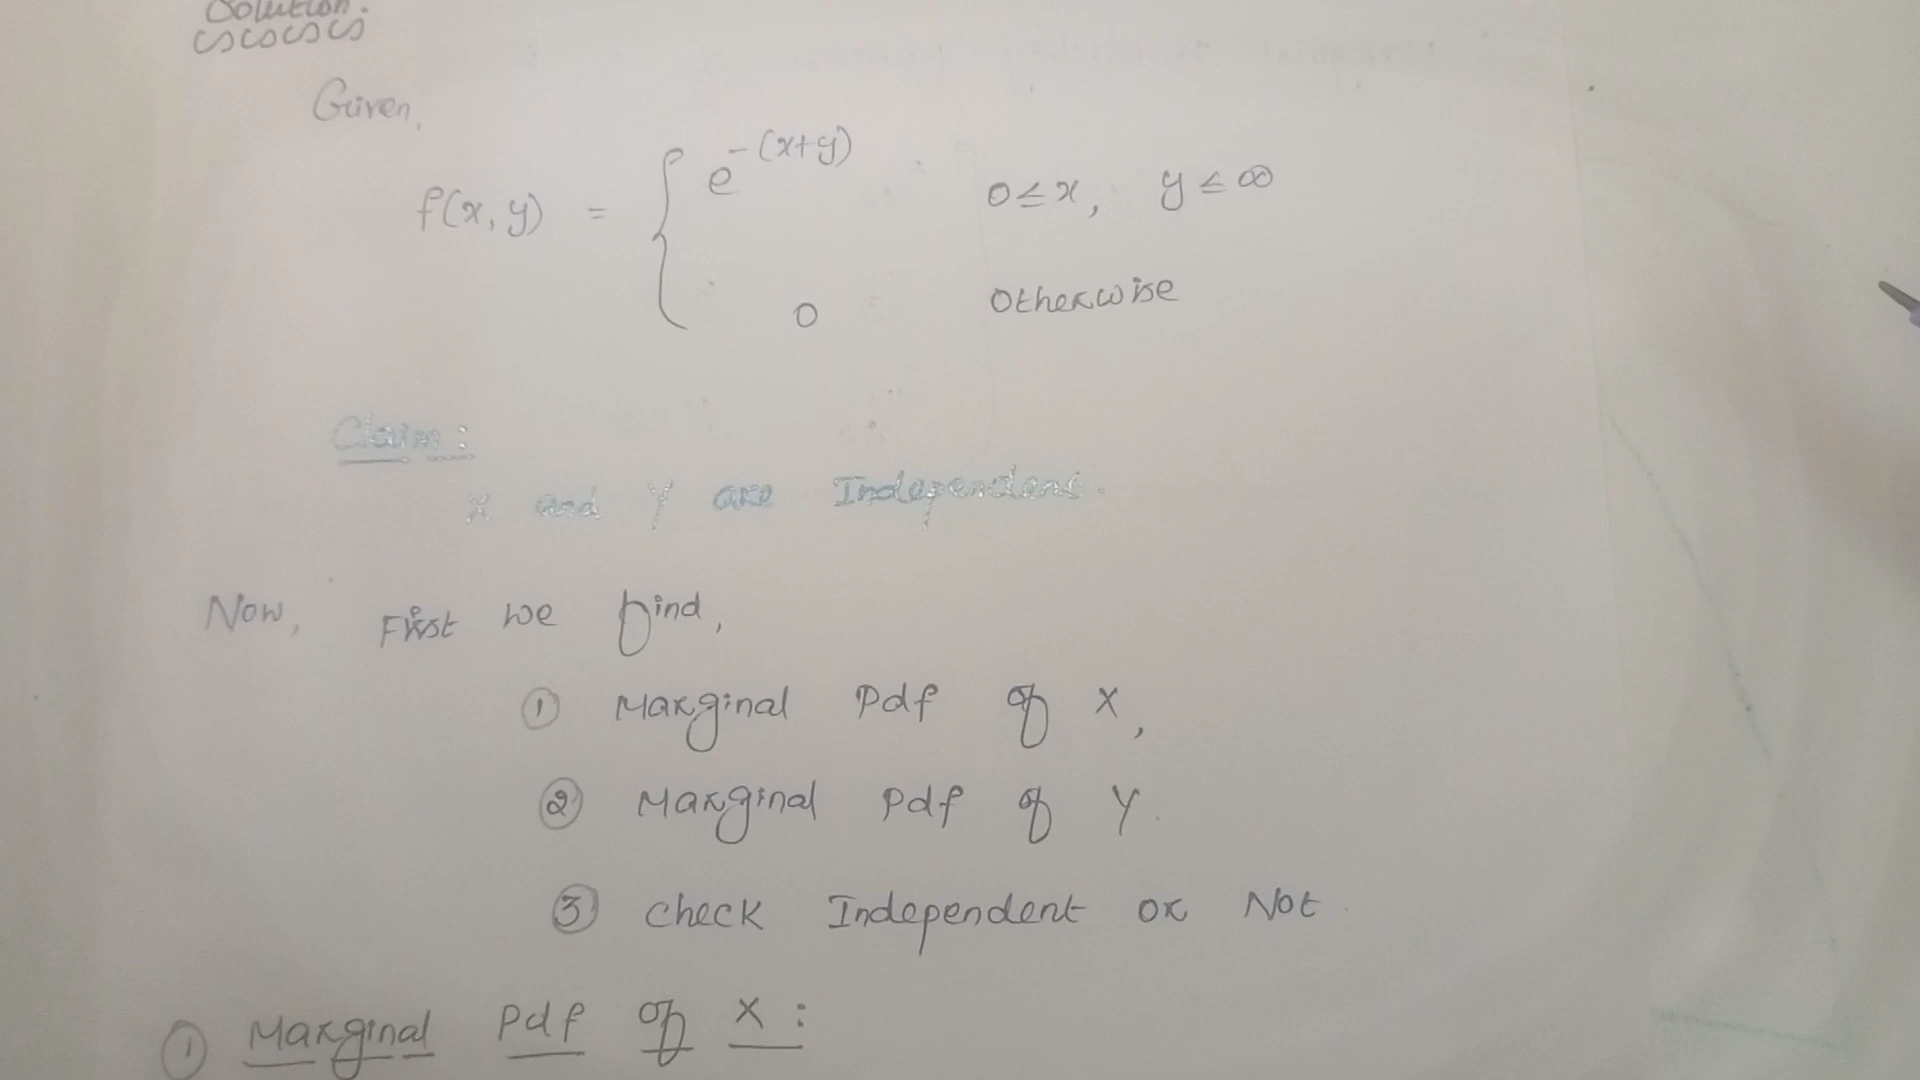 Solution.
Given,
f(x, y) = { e^-(x+y) 0≤x, y≤∞
0 Otherwise
Claim:
X and Y are Independent.
Now, First we find,
① Marginal Pdf of X,
② Marginal Pdf of Y.
③ Check Independent or Not.
① Marginal Pdf of X: